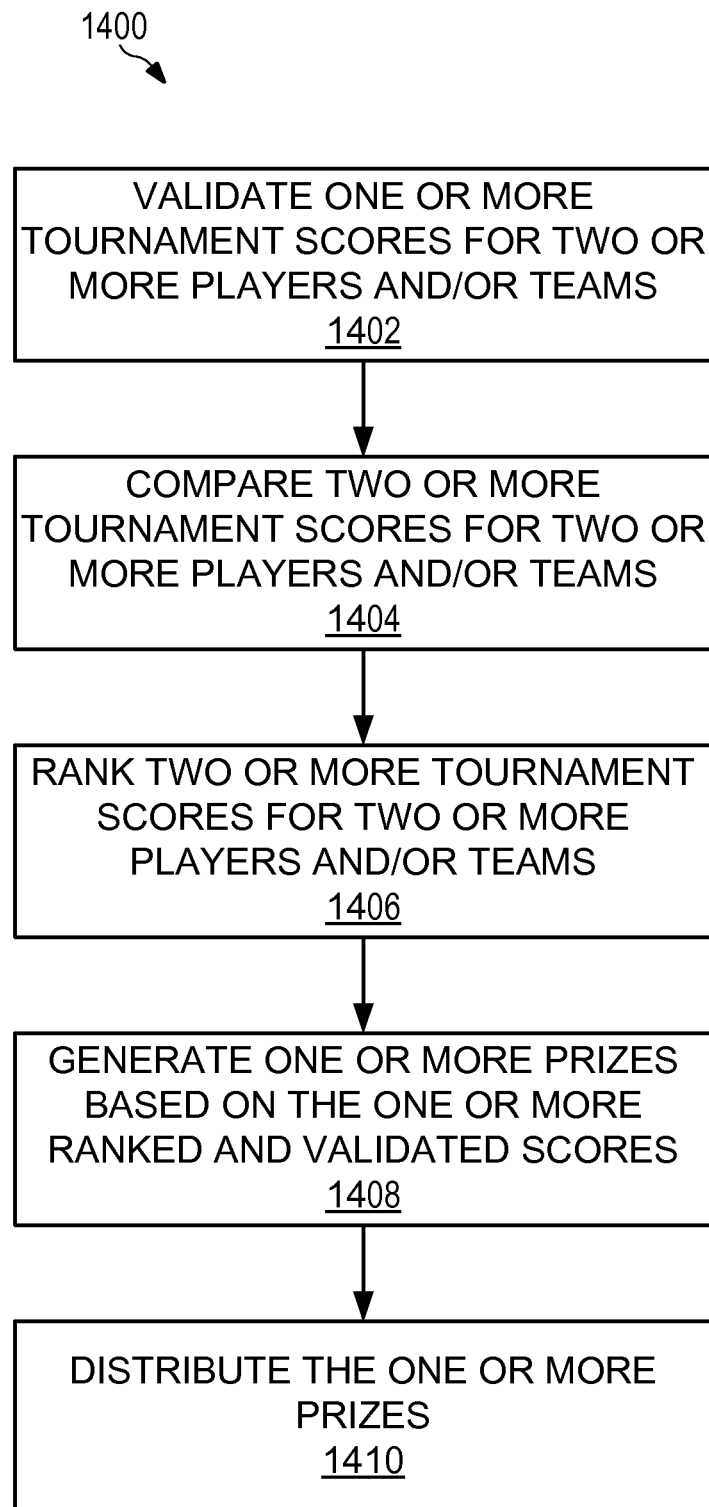 1400
VALIDATE ONE OR MORE
TOURNAMENT SCORES FOR TWO OR
MORE PLAYERS AND/OR TEAMS
1402
COMPARE TWO OR MORE
TOURNAMENT SCORES FOR TWO OR
MORE PLAYERS AND/OR TEAMS
1404
RANK TWO OR MORE TOURNAMENT
SCORES FOR TWO OR MORE
PLAYERS AND/OR TEAMS
1406
GENERATE ONE OR MORE PRIZES
BASED ON THE ONE OR MORE
RANKED AND VALIDATED SCORES
1408
DISTRIBUTE THE ONE OR MORE
PRIZES
1410